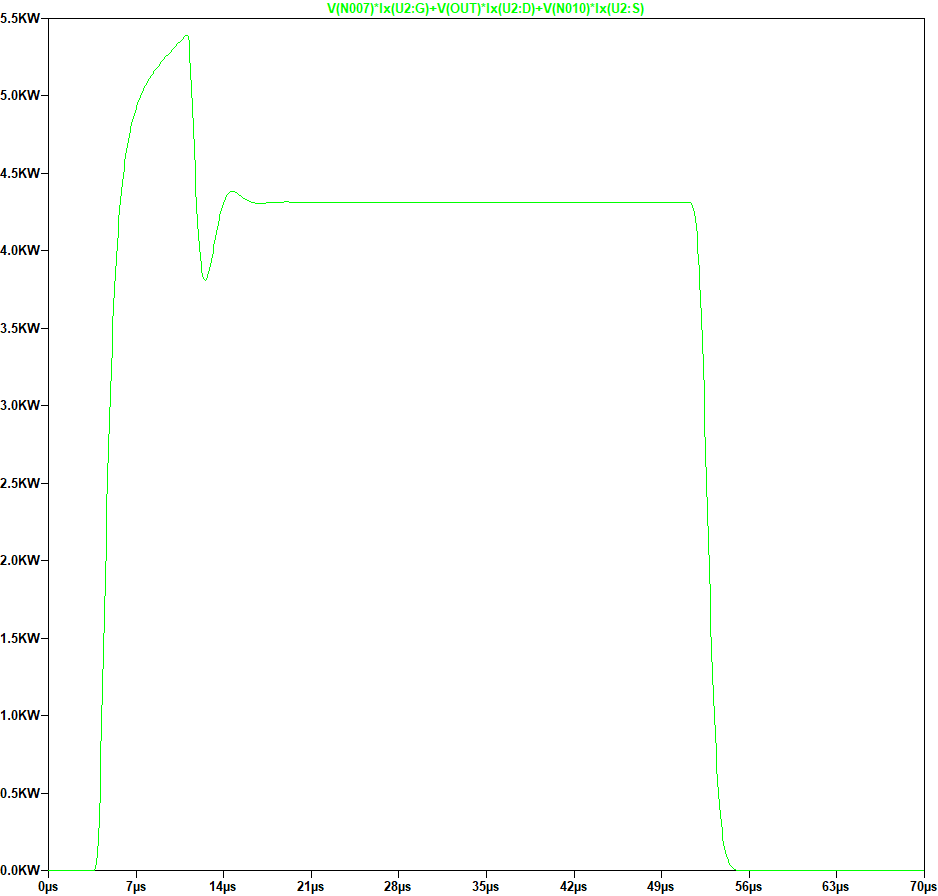 V(N007)*Ix(U2:G)+V(OUT)*Ix(U2:D)+V(N010)*Ix(U2:S)
5.5KW
5.0KW
4.5KW
4.0KW
3.5KW
3.0KW
2.5KW
2.0KW
1.5KW
1.0KW
0.5KW
0.0KW
0µs 7µs 14µs 21µs 28µs 35µs 42µs 49µs 56µs 63µs 70µs